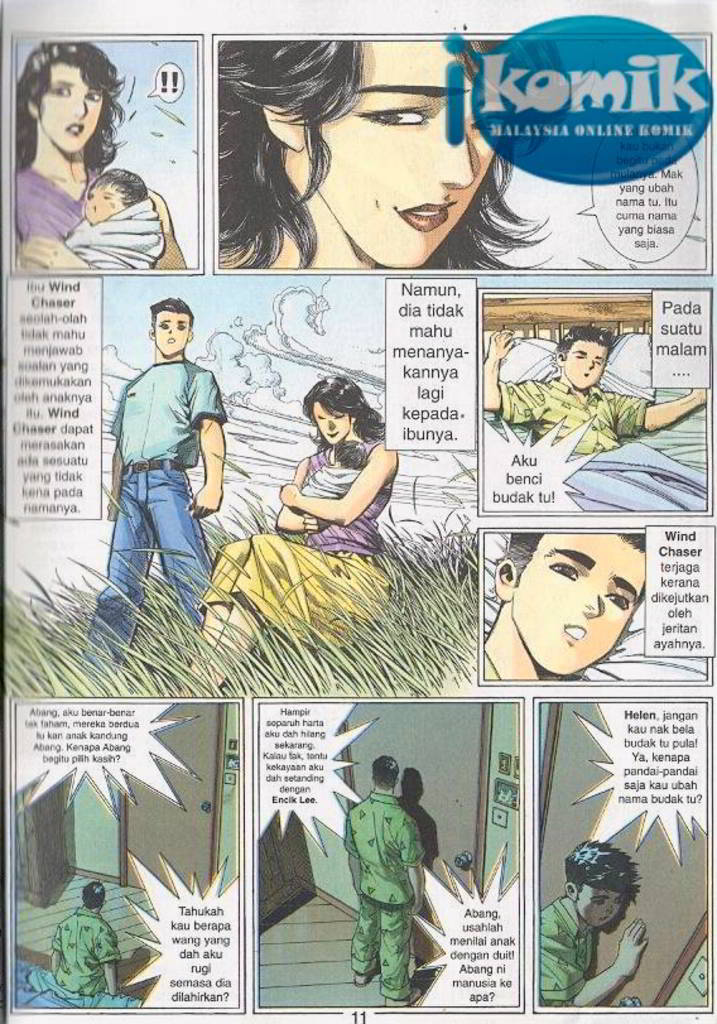 !!
komik
MALAYSIA ONLINE KOMIK
kau bukan
begitu pada
mulanya. Mak
yang ubah
nama tu. Itu
cuma nama
yang biasa
saja.
Ibu Wind
Chaser
seolah-olah
tidak mahu
menjawab
soalan yang
dikemukakan
oleh anaknya
itu. Wind
Chaser dapat
merasakan
ada sesuatu
yang tidak
kena pada
namanya.
Namun,
dia tidak
mahu
menanya-
kannya
lagi
kepada
ibunya.
Pada
suatu
malam
....
Aku
benci
budak tu!
Wind
Chaser
terjaga
kerana
dikejutkan
oleh
jeritan
ayahnya.
Abang, aku benar-benar
tak faham, mereka berdua
tu kan anak kandung
Abang. Kenapa Abang
begitu pilih kasih?
Tahukah
kau berapa
wang yang
dah aku
rugi
semasa dia
dilahirkan?
Hampir
separuh harta
aku dah hilang
sekarang.
Kalau tak, tentu
kekayaan aku
dah setanding
dengan
Encik Lee.
Abang,
usahlah
menilai anak
dengan duit!
Abang ni
manusia ke
apa?
Helen, jangan
kau nak bela
budak tu pula!
Ya, kenapa
pandai-pandai
saja kau ubah
nama budak tu?
11